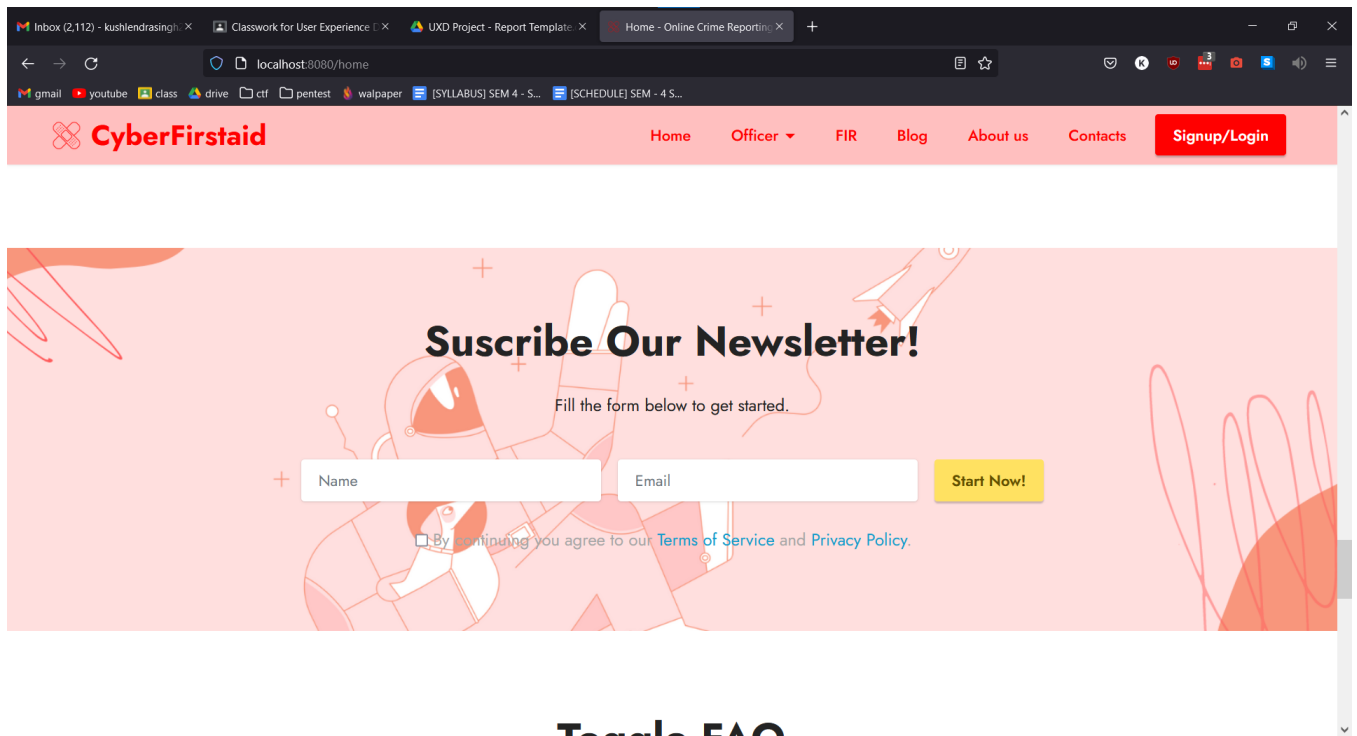 Inbox (2,112) - kushlendrasingh2
Classwork for User Experience D
UXD Project - Report Template.
Home - Online Crime Reporting
localhost:8080/home
K
UD
3
S
gmail
youtube
class
drive
ctf
pentest
walpaper
[SYLLABUS] SEM 4 - S...
[SCHEDULE] SEM - 4 S...
CyberFirstaid
Home
Officer
FIR
Blog
About us
Contacts
Signup/Login
Suscribe Our Newsletter!
Fill the form below to get started.
Name
Email
Start Now!
By continuing you agree to our Terms of Service and Privacy Policy.
Toggle FAQ